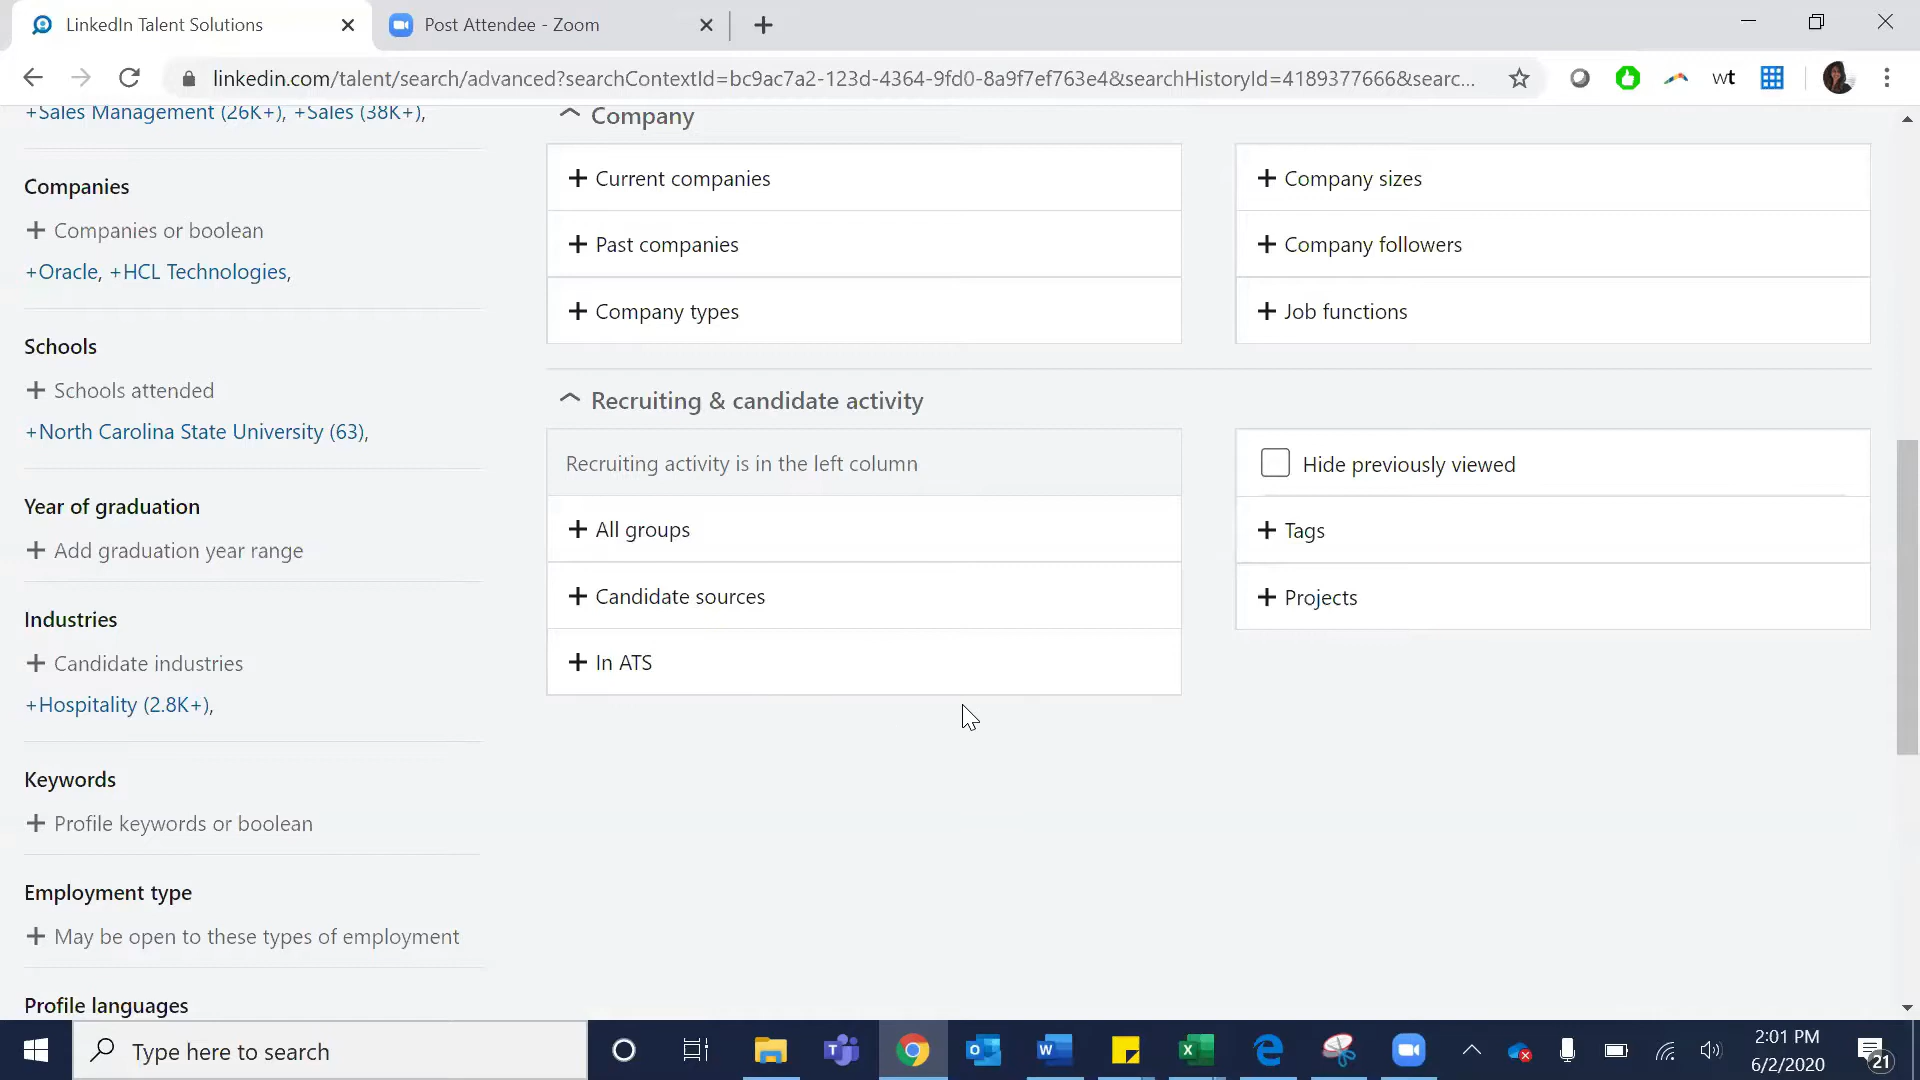 LinkedIn Talent Solutions
Post Attendee - Zoom
linkedin.com/talent/search/advanced?searchContextId=bc9ac7a2-123d-4364-9fd0-8a9f7ef763e4&searchHistoryId=4189377666&searc...
wt
+Sales Management (26K+), +Sales (38K+),
Companies
+ Companies or boolean
+Oracle, +HCL Technologies,
Schools
+ Schools attended
+North Carolina State University (63),
Year of graduation
+ Add graduation year range
Industries
+ Candidate industries
+Hospitality (2.8K+),
Keywords
+ Profile keywords or boolean
Employment type
+ May be open to these types of employment
Profile languages
Company
+ Current companies
+ Past companies
+ Company types
+ Company sizes
+ Company followers
+ Job functions
Recruiting & candidate activity
Recruiting activity is in the left column
+ All groups
+ Candidate sources
+ In ATS
Hide previously viewed
+ Tags
+ Projects
Type here to search
2:01 PM
6/2/2020
21